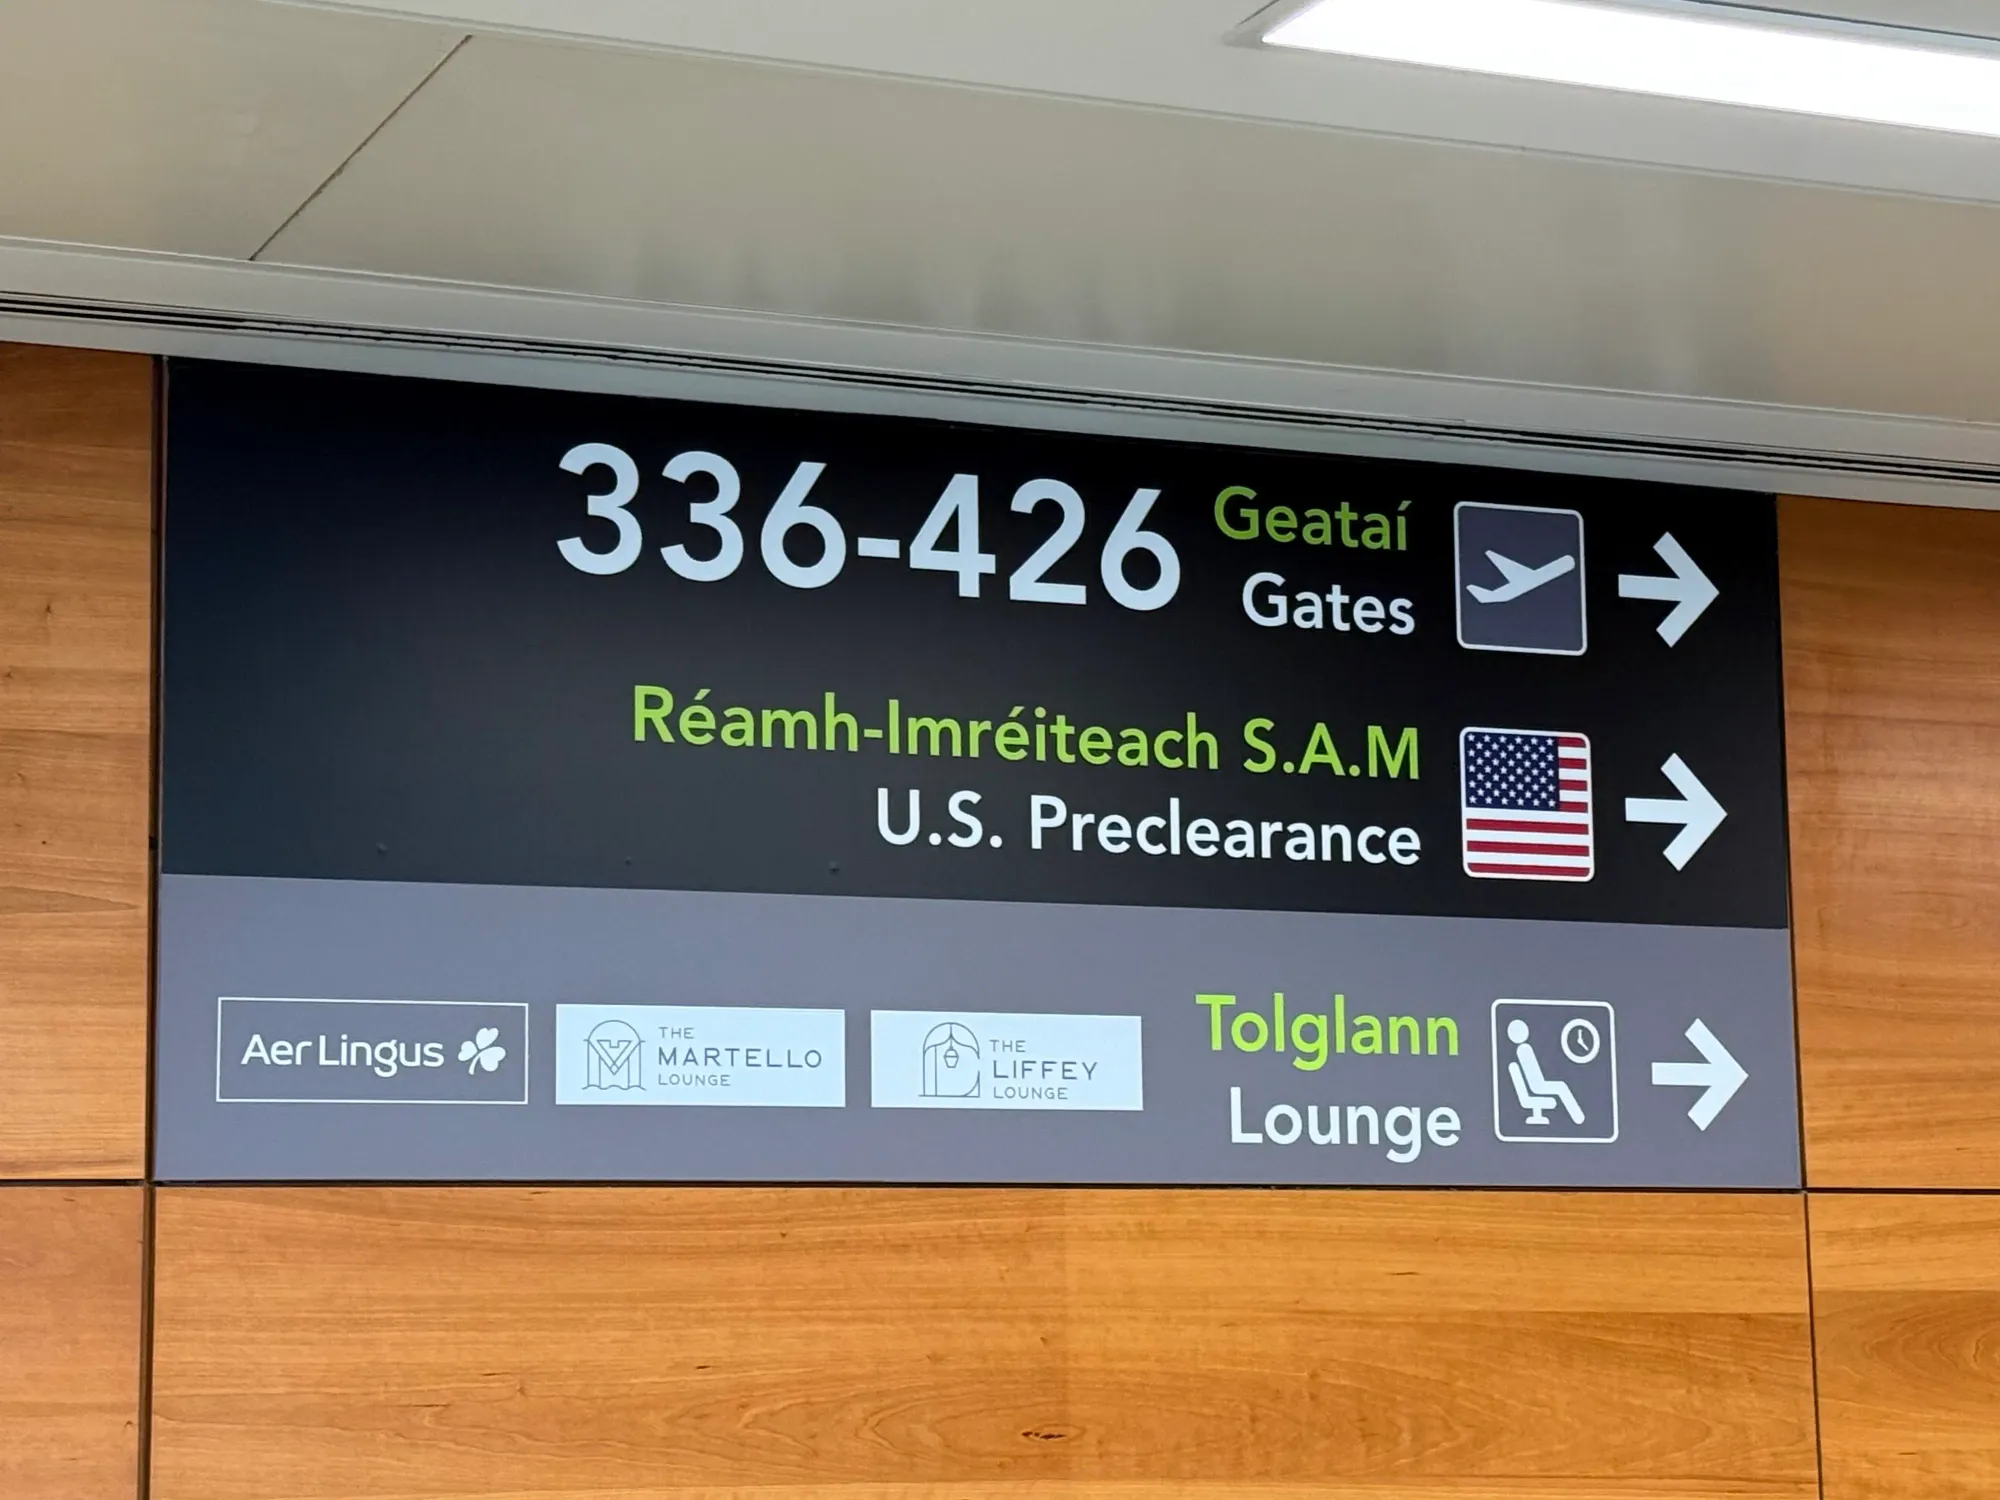 336-426 Geataí
Gates
Réamh-Imréiteach S.A.M
U.S. Preclearance
Aer Lingus
THE
MARTELLO
LOUNGE
THE
LIFFEY
LOUNGE
Tolglann
Lounge